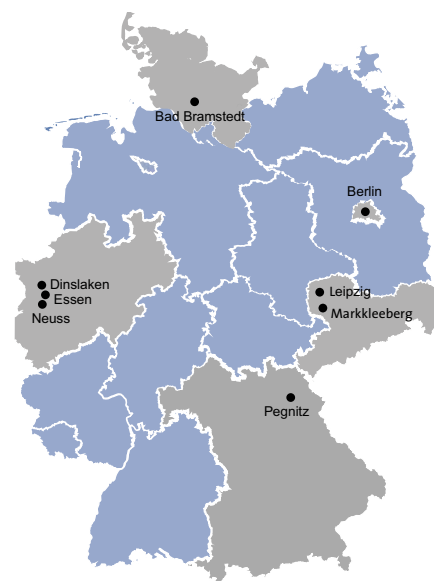 Bad Bramstedt
Berlin
Dinslaken
Essen
Neuss
Leipzig
Markkleeberg
Pegnitz